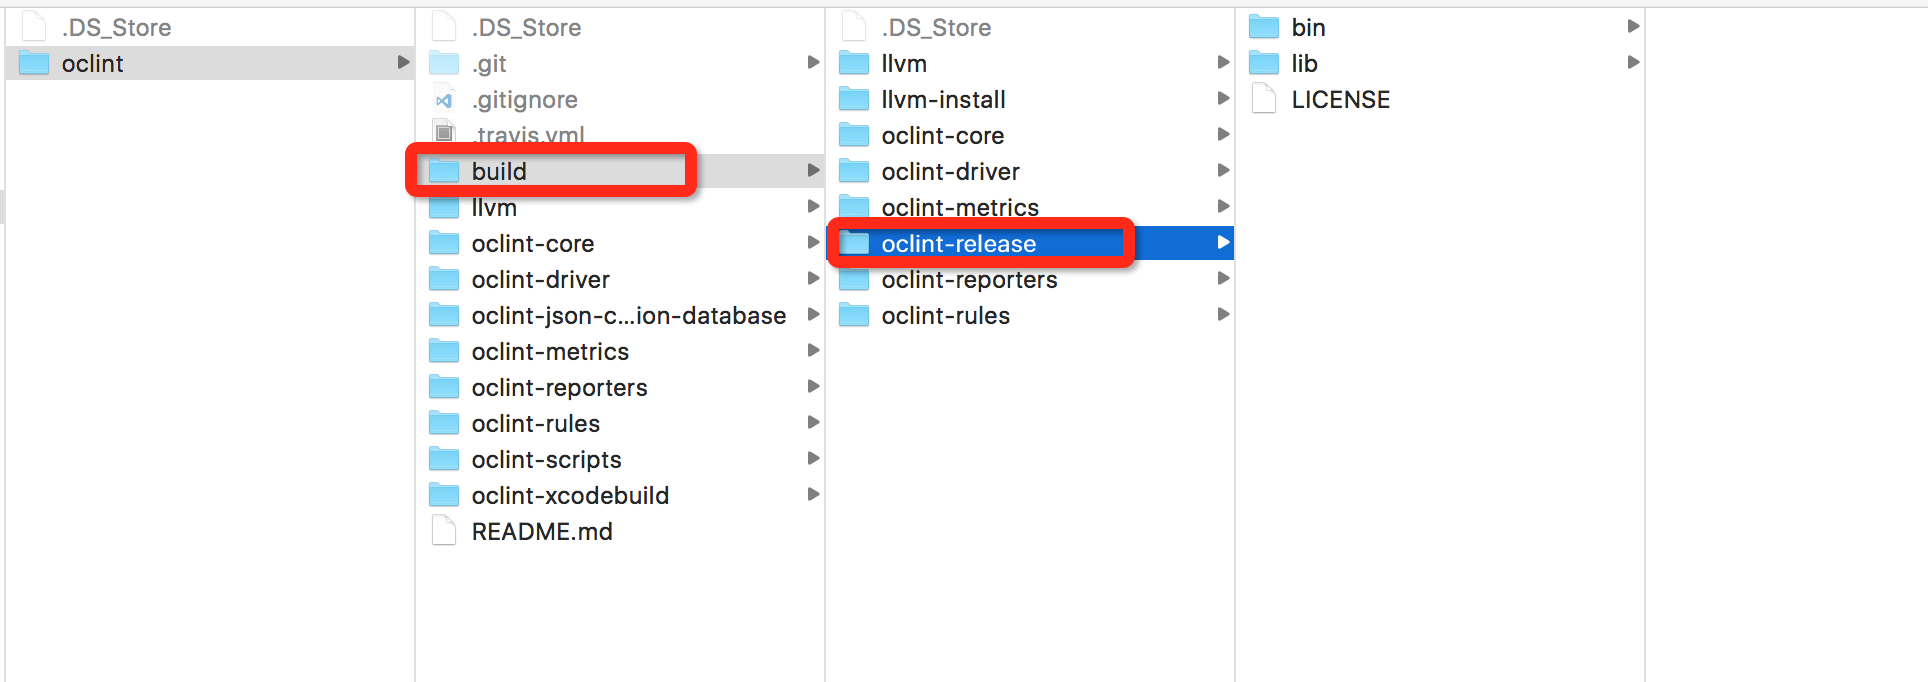 .DS_Store
oclint
.DS_Store
.git
.gitignore
.travis.yml
build
llvm
oclint-core
oclint-driver
oclint-json-c...ion-database
oclint-metrics
oclint-reporters
oclint-rules
oclint-scripts
oclint-xcodebuild
README.md
.DS_Store
llvm
llvm-install
oclint-core
oclint-driver
oclint-metrics
oclint-release
oclint-reporters
oclint-rules
bin
lib
LICENSE